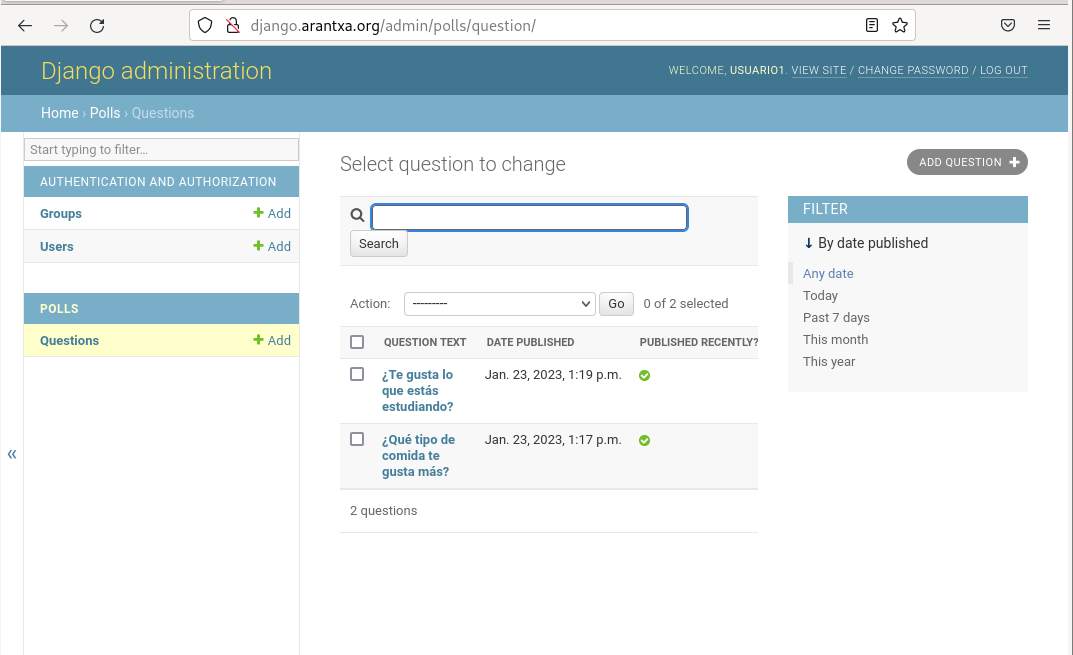 django.arantxa.org/admin/polls/question/
Django administration
WELCOME, USUARIO1. VIEW SITE / CHANGE PASSWORD / LOG OUT
Home › Polls › Questions
Start typing to filter…
AUTHENTICATION AND AUTHORIZATION
Groups + Add
Users + Add
POLLS
Questions + Add
«
Select question to change
ADD QUESTION +
Search
Action: --------- Go 0 of 2 selected
QUESTION TEXT DATE PUBLISHED PUBLISHED RECENTLY?
¿Te gusta lo Jan. 23, 2023, 1:19 p.m.
que estás
estudiando?
¿Qué tipo de Jan. 23, 2023, 1:17 p.m.
comida te
gusta más?
2 questions
FILTER
↓ By date published
Any date
Today
Past 7 days
This month
This year